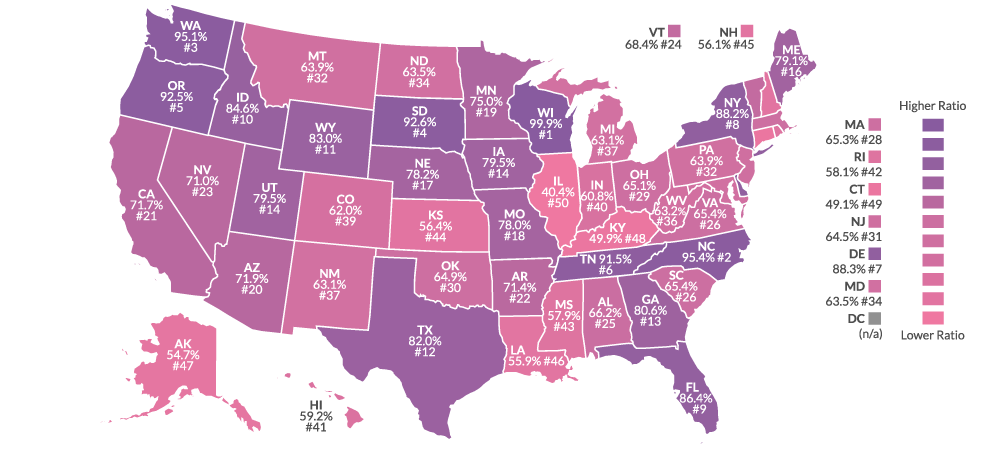 WA
95.1%
#3
OR
92.5%
#5
ID
84.6%
#10
MT
63.9%
#32
ND
63.5%
#34
SD
92.6%
#4
WY
83.0%
#11
NE
78.2%
#17
NV
71.0%
#23
CA
71.7%
#21
UT
79.5%
#14
CO
62.0%
#39
KS
56.4%
#44
AZ
71.9%
#20
NM
63.1%
#37
OK
64.9%
#30
TX
82.0%
#12
MN
75.0%
#19
IA
79.5%
#14
MO
78.0%
#18
AR
71.4%
#22
LA
55.9% #46
WI
99.9%
#1
IL
40.4%
#50
MI
63.1%
#37
IN
60.8%
#40
OH
65.1%
#29
KY
49.9% #48
TN 91.5%
#6
MS
57.9%
#43
AL
66.2%
#25
GA
80.6%
#13
FL
86.4%
#9
SC
65.4%
#26
NC
95.4% #2
WV
63.2%
#36
VA
65.4%
#26
PA
63.9%
#32
NY
88.2%
#8
ME
79.1%
#16
VT
68.4% #24
NH
56.1% #45
AK
54.7%
#47
HI
59.2%
#41
MA
65.3% #28
RI
58.1% #42
CT
49.1% #49
NJ
64.5% #31
DE
88.3% #7
MD
63.5% #34
DC
(n/a)
Higher Ratio
Lower Ratio